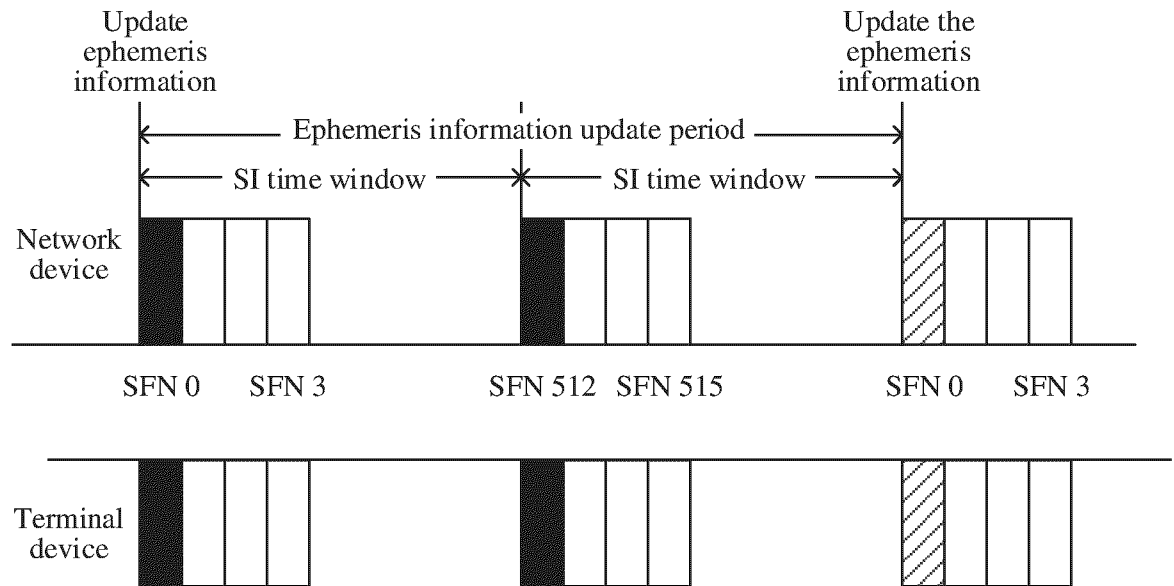 Update
ephemeris
information
Update the
ephemeris
information
Ephemeris information update period
SI time window
SI time window
Network
device
SFN 0
SFN 3
SFN 512
SFN 515
SFN 0
SFN 3
Terminal
device